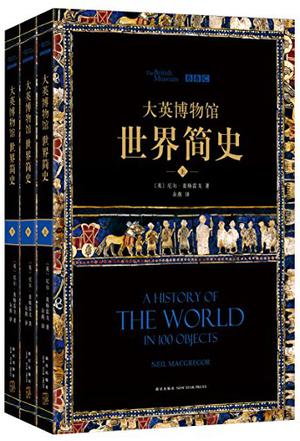 The
British
Museum
BBC
大英博物馆
世界简史
上
〔英〕尼尔·麦格雷戈 著
余燕 译
A HISTORY OF
THE WORLD
IN 100 OBJECTS
NEIL MACGREGOR
新星出版社 NEW STAR PRESS
大英博物馆 世界简史
大英博物馆 世界简史
大英博物馆 世界简史